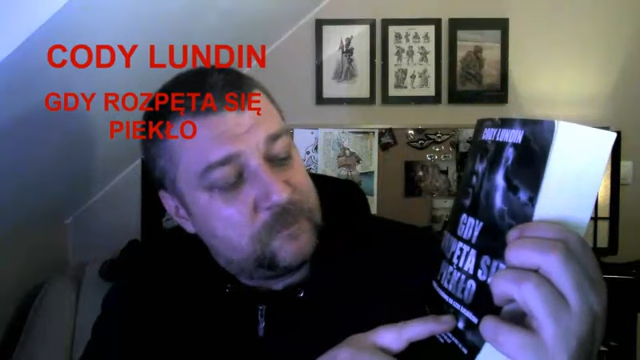 CODY LUNDIN
GDY ROZPĘTA SIĘ
PIEKŁO
CODY LUNDIN
GDY
ROZPĘTA SIĘ
PIEKŁO